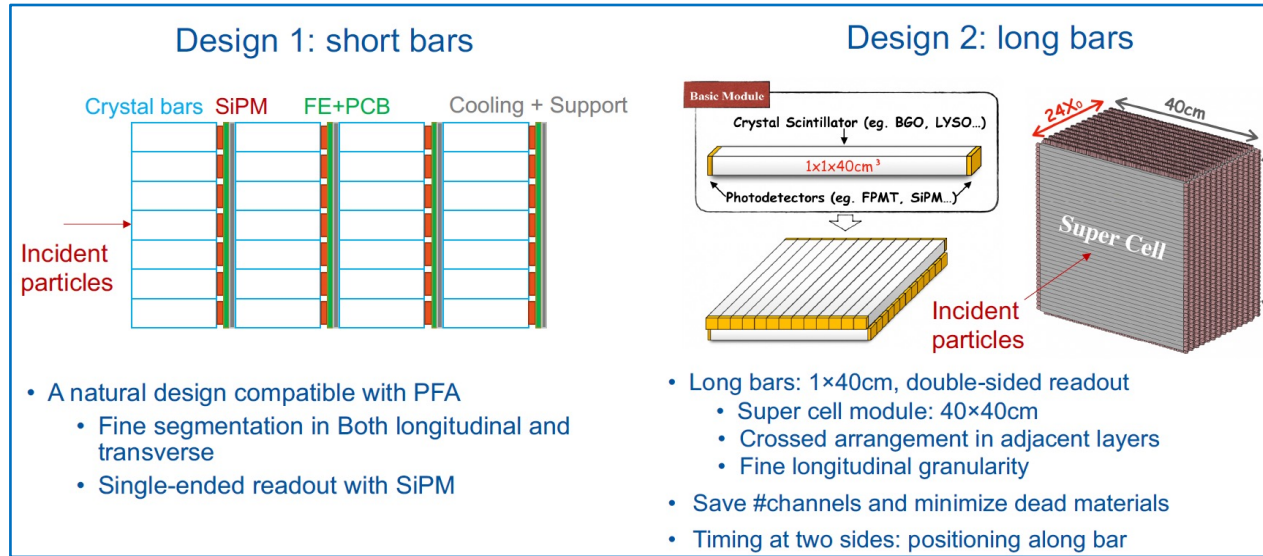 Design 1: short bars
Crystal bars SiPM FE+PCB Cooling + Support
Incident
particles
• A natural design compatible with PFA
• Fine segmentation in Both longitudinal and
transverse
• Single-ended readout with SiPM
Design 2: long bars
Basic Module
Crystal Scintillator (eg. BGO, LYSO…)
1x1x40cm³
Photodetectors (eg. FPMT, SiPM…)
24X₀
40cm
Super Cell
Incident
particles
• Long bars: 1×40cm, double-sided readout
• Super cell module: 40×40cm
• Crossed arrangement in adjacent layers
• Fine longitudinal granularity
• Save #channels and minimize dead materials
• Timing at two sides: positioning along bar